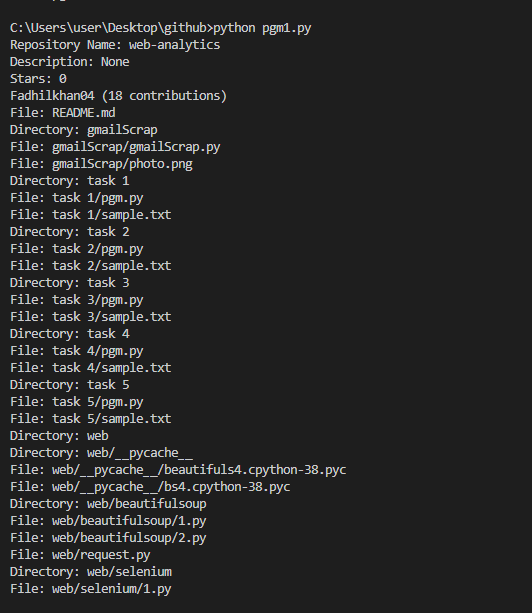 C:\Users\user\Desktop\github>python pgm1.py
Repository Name: web-analytics
Description: None
Stars: 0
Fadhilkhan04 (18 contributions)
File: README.md
Directory: gmailScrap
File: gmailScrap/gmailScrap.py
File: gmailScrap/photo.png
Directory: task 1
File: task 1/pgm.py
File: task 1/sample.txt
Directory: task 2
File: task 2/pgm.py
File: task 2/sample.txt
Directory: task 3
File: task 3/pgm.py
File: task 3/sample.txt
Directory: task 4
File: task 4/pgm.py
File: task 4/sample.txt
Directory: task 5
File: task 5/pgm.py
File: task 5/sample.txt
Directory: web
Directory: web/__pycache__
File: web/__pycache__/beautifuls4.cpython-38.pyc
File: web/__pycache__/bs4.cpython-38.pyc
Directory: web/beautifulsoup
File: web/beautifulsoup/1.py
File: web/beautifulsoup/2.py
File: web/request.py
Directory: web/selenium
File: web/selenium/1.py